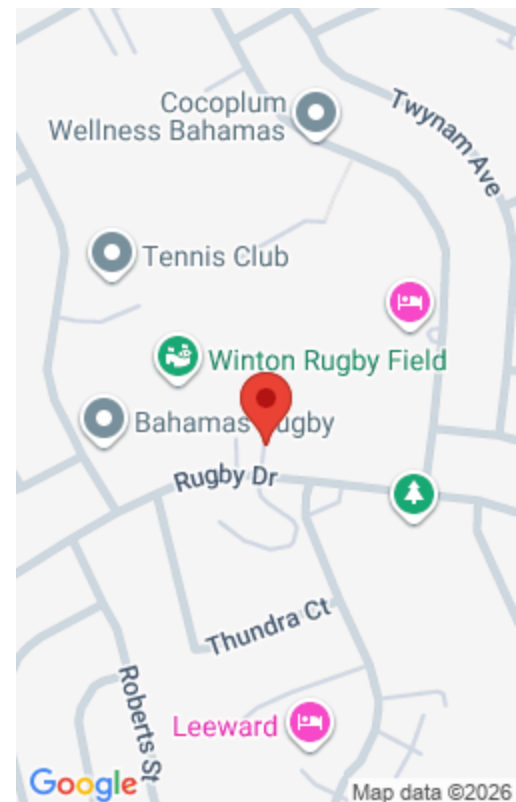 Cocoplum
Wellness Bahamas
Twynam Ave
Tennis Club
Winton Rugby Field
Bahamas Rugby
Rugby Dr
Thundra Ct
Roberts St
Leeward
Google
Map data ©2026